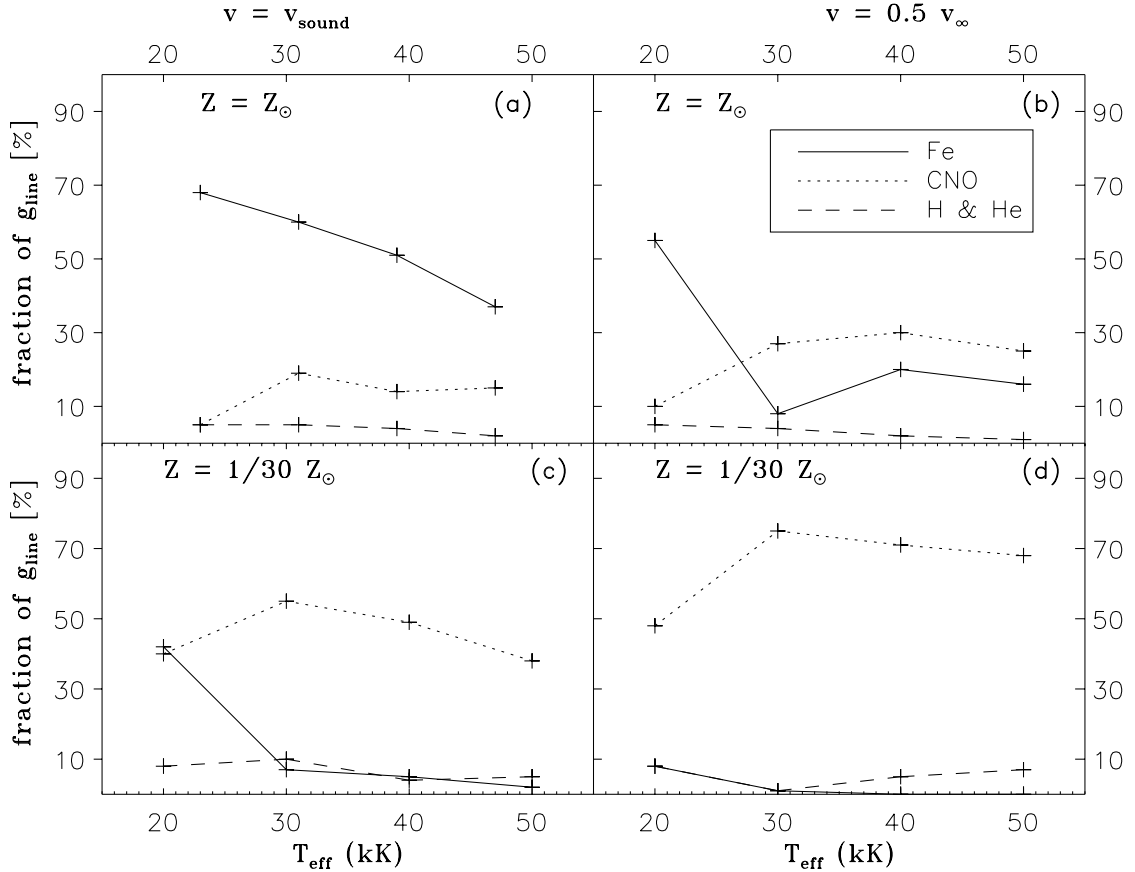 v = v_sound
v = 0.5 v_∞
20 30 40 50 20 30 40 50
Z = Z_⊙
(a)
Z = Z_⊙
(b)
Fe
CNO
H & He
90
70
50
30
10
fraction of g_line [%]
90
70
50
30
10
Z = 1/30 Z_⊙
(c)
Z = 1/30 Z_⊙
(d)
90
70
50
30
10
fraction of g_line [%]
90
70
50
30
10
20 30 40 50 20 30 40 50
T_eff (kK)
T_eff (kK)